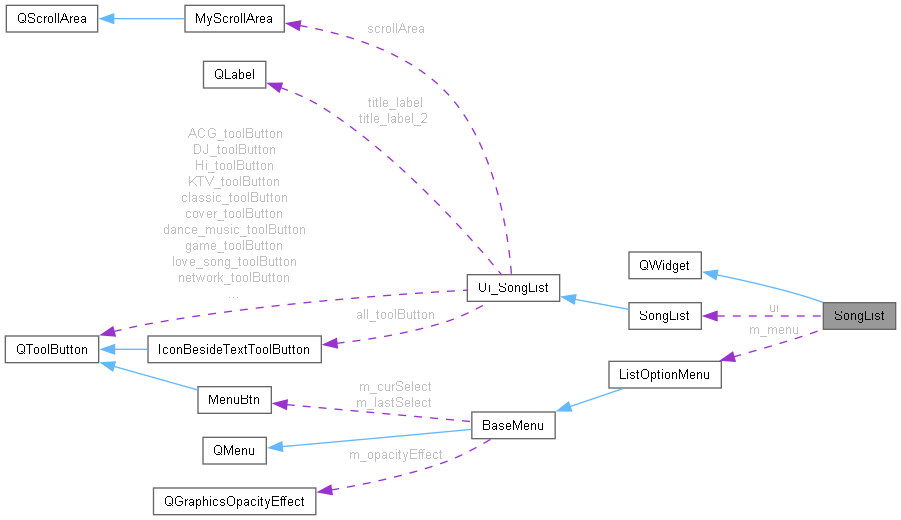 QScrollArea
MyScrollArea
scrollArea
QLabel
title_label
title_label_2
ACG_toolButton
DJ_toolButton
Hi_toolButton
KTV_toolButton
classic_toolButton
cover_toolButton
dance_music_toolButton
game_toolButton
love_song_toolButton
network_toolButton
...
QWidget
Ui_SongList
SongList
ui
SongList
m_menu
all_toolButton
QToolButton
IconBesideTextToolButton
ListOptionMenu
MenuBtn
m_curSelect
m_lastSelect
BaseMenu
QMenu
m_opacityEffect
QGraphicsOpacityEffect